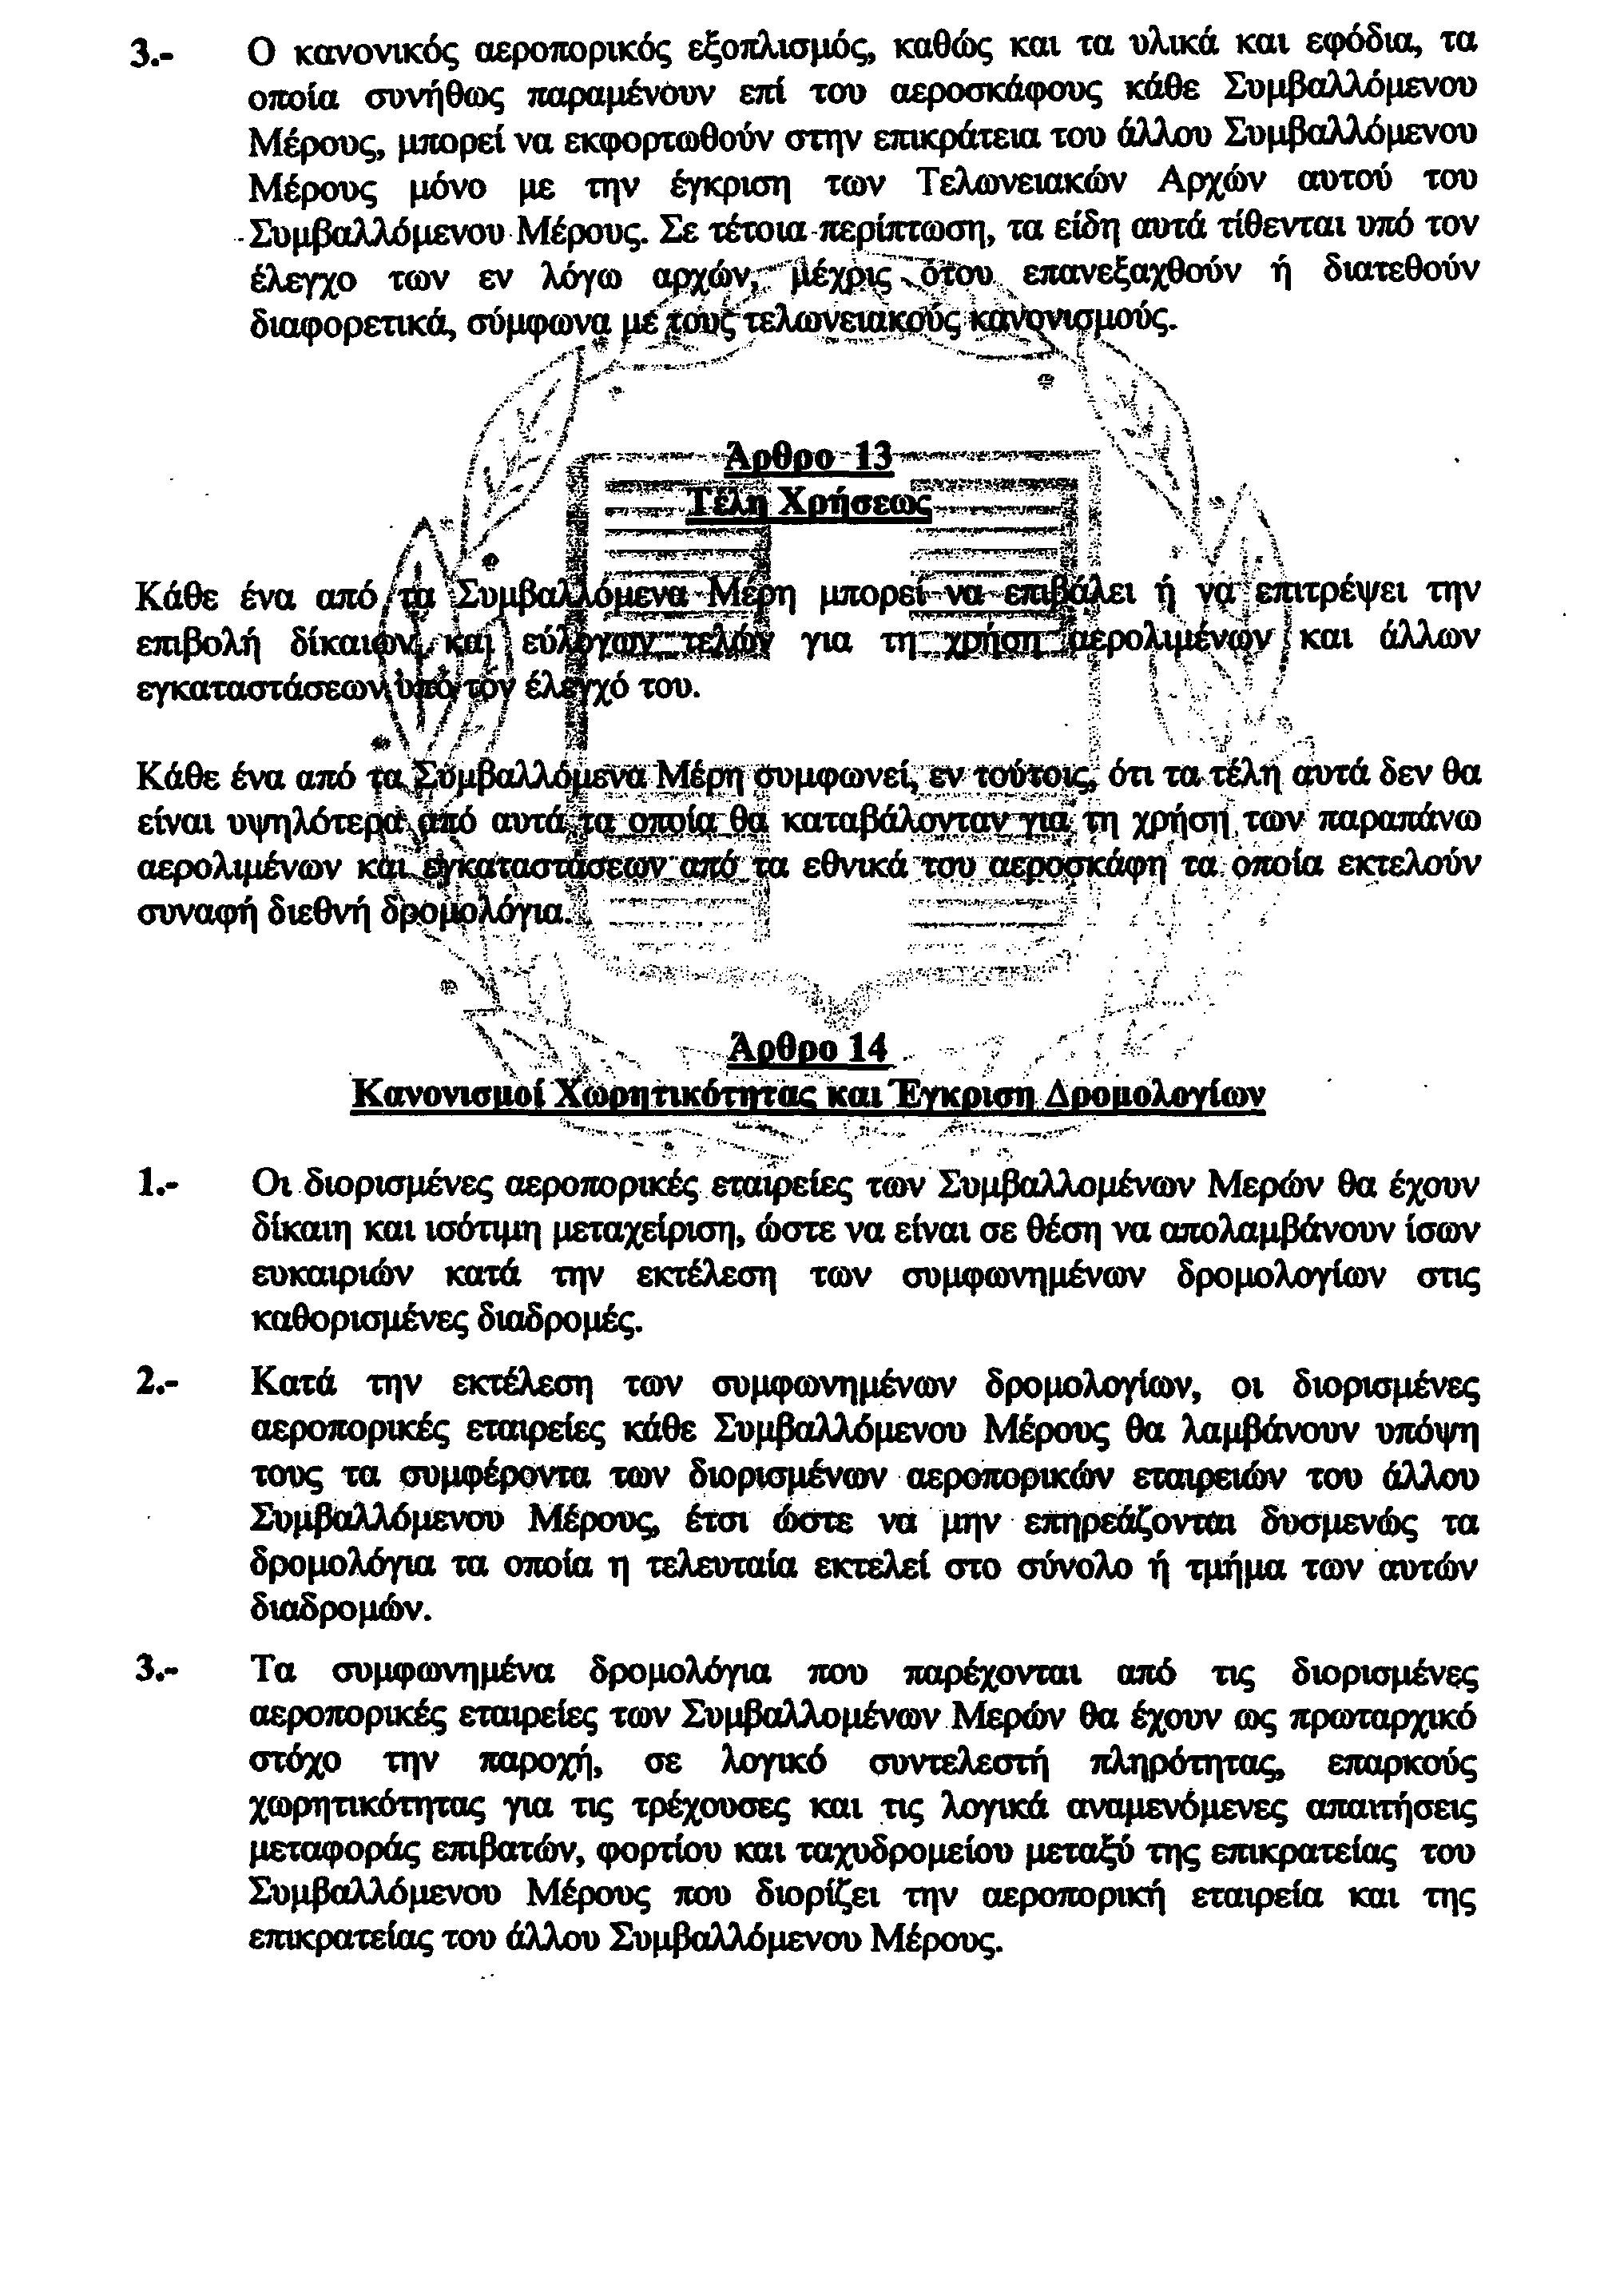 3.- Ο κανονικός αεροπορικός εξοπλισμός, καθώς και τα υλικά και εφόδια, τα
οποία συνήθως παραμένουν επί του αεροσκάφους κάθε Συμβαλλόμενου
Μέρους, μπορεί να εκφορτωθούν στην επικράτεια του άλλου Συμβαλλόμενου
Μέρους μόνο με την έγκριση των Τελωνειακών Αρχών αυτού του
Συμβαλλόμενου Μέρους. Σε τέτοια περίπτωση, τα είδη αυτά τίθενται υπό τον
έλεγχο των εν λόγω αρχών, μέχρις ότου επανεξαχθούν ή διατεθούν
διαφορετικά, σύμφωνα με τους τελωνειακούς κανονισμούς.
Άρθρο 13
Τέλη Χρήσεως
Κάθε ένα από τα Συμβαλλόμενα Μέρη μπορεί να επιβάλει ή να επιτρέψει την
επιβολή δίκαιων και εύλογων τελών για τη χρήση αερολιμένων και άλλων
εγκαταστάσεων υπό τον έλεγχό του.
Κάθε ένα από τα Συμβαλλόμενα Μέρη συμφωνεί, εν τούτοις, ότι τα τέλη αυτά δεν θα
είναι υψηλότερα από αυτά τα οποία θα καταβάλονταν για τη χρήση των παραπάνω
αερολιμένων και εγκαταστάσεων από τα εθνικά του αεροσκάφη τα οποία εκτελούν
συναφή διεθνή δρομολόγια.
Άρθρο 14
Κανονισμοί Χωρητικότητας και Έγκριση Δρομολογίων
1.- Οι διορισμένες αεροπορικές εταιρείες των Συμβαλλομένων Μερών θα έχουν
δίκαιη και ισότιμη μεταχείριση, ώστε να είναι σε θέση να απολαμβάνουν ίσων
ευκαιριών κατά την εκτέλεση των συμφωνημένων δρομολογίων στις
καθορισμένες διαδρομές.
2.- Κατά την εκτέλεση των συμφωνημένων δρομολογίων, οι διορισμένες
αεροπορικές εταιρείες κάθε Συμβαλλόμενου Μέρους θα λαμβάνουν υπόψη
τους τα συμφέροντα των διορισμένων αεροπορικών εταιρειών του άλλου
Συμβαλλόμενου Μέρους, έτσι ώστε να μην επηρεάζονται δυσμενώς τα
δρομολόγια τα οποία η τελευταία εκτελεί στο σύνολο ή τμήμα των αυτών
διαδρομών.
3.- Τα συμφωνημένα δρομολόγια που παρέχονται από τις διορισμένες
αεροπορικές εταιρείες των Συμβαλλομένων Μερών θα έχουν ως πρωταρχικό
στόχο την παροχή, σε λογικό συντελεστή πληρότητας, επαρκούς
χωρητικότητας για τις τρέχουσες και τις λογικά αναμενόμενες απαιτήσεις
μεταφοράς επιβατών, φορτίου και ταχυδρομείου μεταξύ της επικρατείας του
Συμβαλλόμενου Μέρους που διορίζει την αεροπορική εταιρεία και της
επικρατείας του άλλου Συμβαλλόμενου Μέρους.